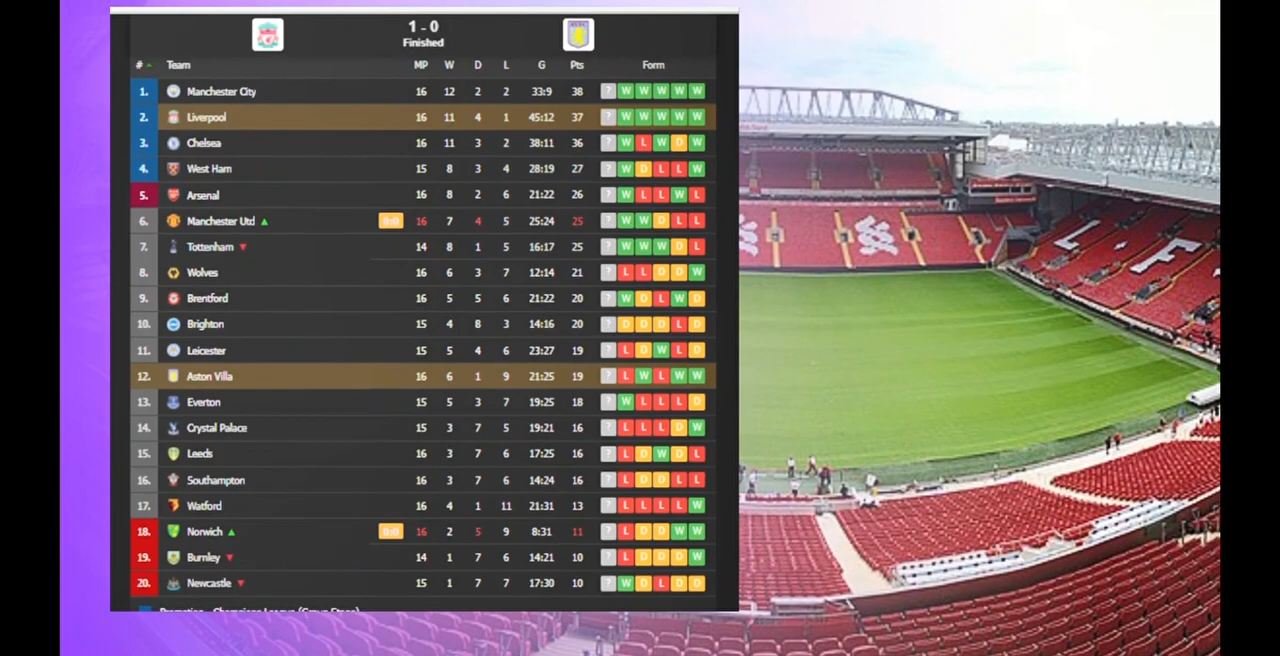 1 - 0
Finished
# Team MP W D L G Pts Form
1. Manchester City 16 12 2 2 33:9 38 ? W W W W W
2. Liverpool 16 11 4 1 45:12 37 ? W W W W W
3. Chelsea 16 11 3 2 38:11 36 ? W L W D W
4. West Ham 15 8 3 4 28:19 27 ? W D L L W
5. Arsenal 16 8 2 6 21:22 26 ? W L L W L
6. Manchester Utd 0:0 16 7 4 5 25:24 25 ? W W D L L
7. Tottenham 14 8 1 5 16:17 25 ? W W W D L
8. Wolves 16 6 3 7 12:14 21 ? L L D D W
9. Brentford 16 5 5 6 21:22 20 ? W D L W D
10. Brighton 15 4 8 3 14:16 20 ? D D D L D
11. Leicester 15 5 4 6 23:27 19 ? L D W L D
12. Aston Villa 16 6 1 9 21:25 19 ? L W L W W
13. Everton 15 5 3 7 19:25 18 ? W L L L D
14. Crystal Palace 15 3 7 5 19:21 16 ? L L L D W
15. Leeds 16 3 7 6 17:25 16 ? L D W D L
16. Southampton 16 3 7 6 14:24 16 ? L D D L L
17. Watford 16 4 1 11 21:31 13 ? L L L L W
18. Norwich 0:0 16 2 5 9 8:31 11 ? L D D W W
19. Burnley 14 1 7 6 14:21 10 ? L D D D W
20. Newcastle 15 1 7 7 17:30 10 ? W D L D D
Promotion - Champions League (Group Stage)
L F